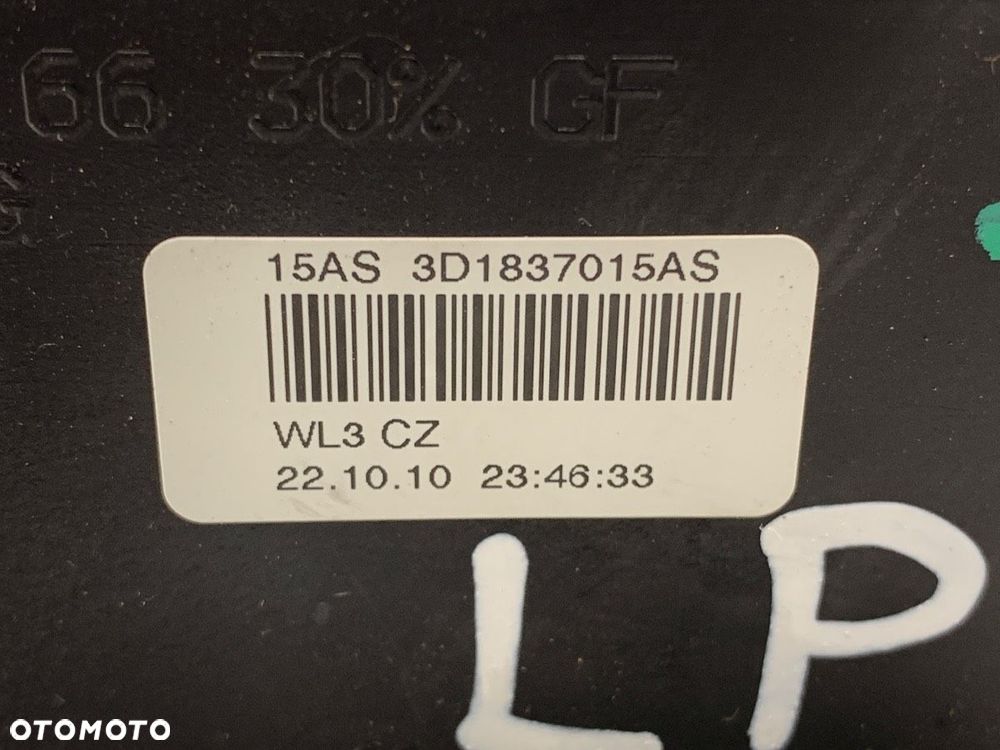 66 30% GF
15AS 3D1837015AS
WL3 CZ
22.10.10 23:46:33
LP
OTOMOTO